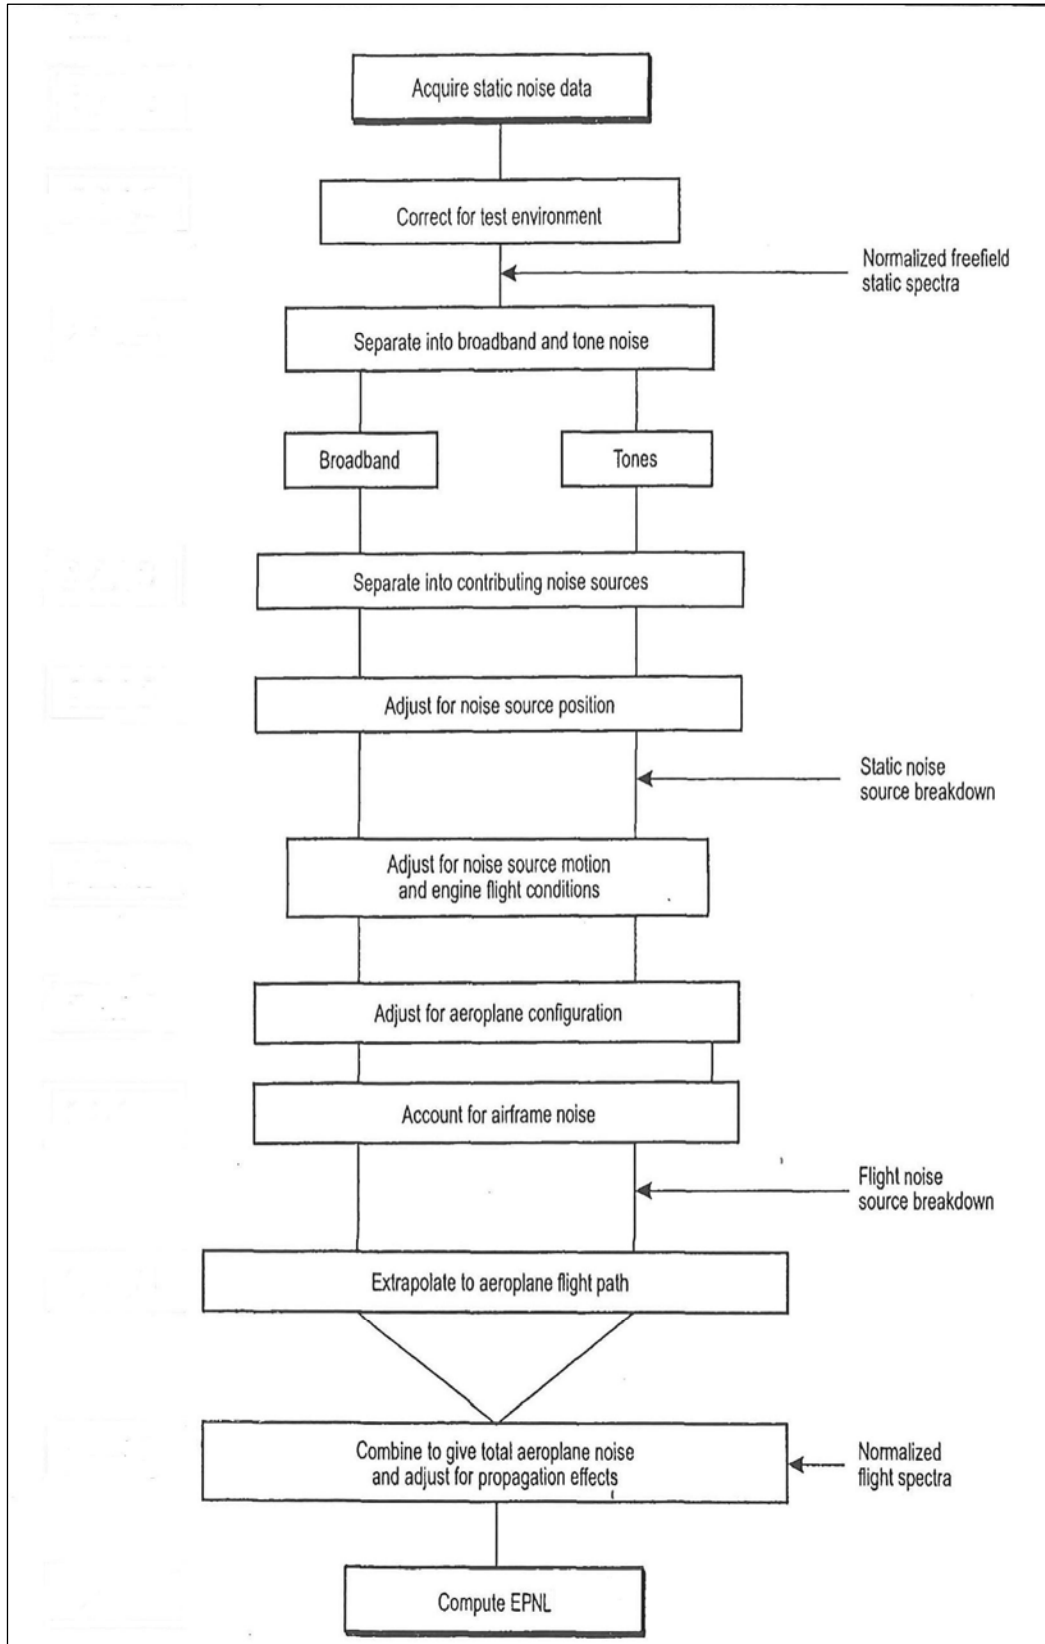 Acquire static noise data
Correct for test environment
Normalized freefield
static spectra
Separate into broadband and tone noise
Broadband
Tones
Separate into contributing noise sources
Adjust for noise source position
Static noise
source breakdown
Adjust for noise source motion
and engine flight conditions
Adjust for aeroplane configuration
Account for airframe noise
Flight noise
source breakdown
Extrapolate to aeroplane flight path
Combine to give total aeroplane noise
and adjust for propagation effects
Normalized
flight spectra
Compute EPNL